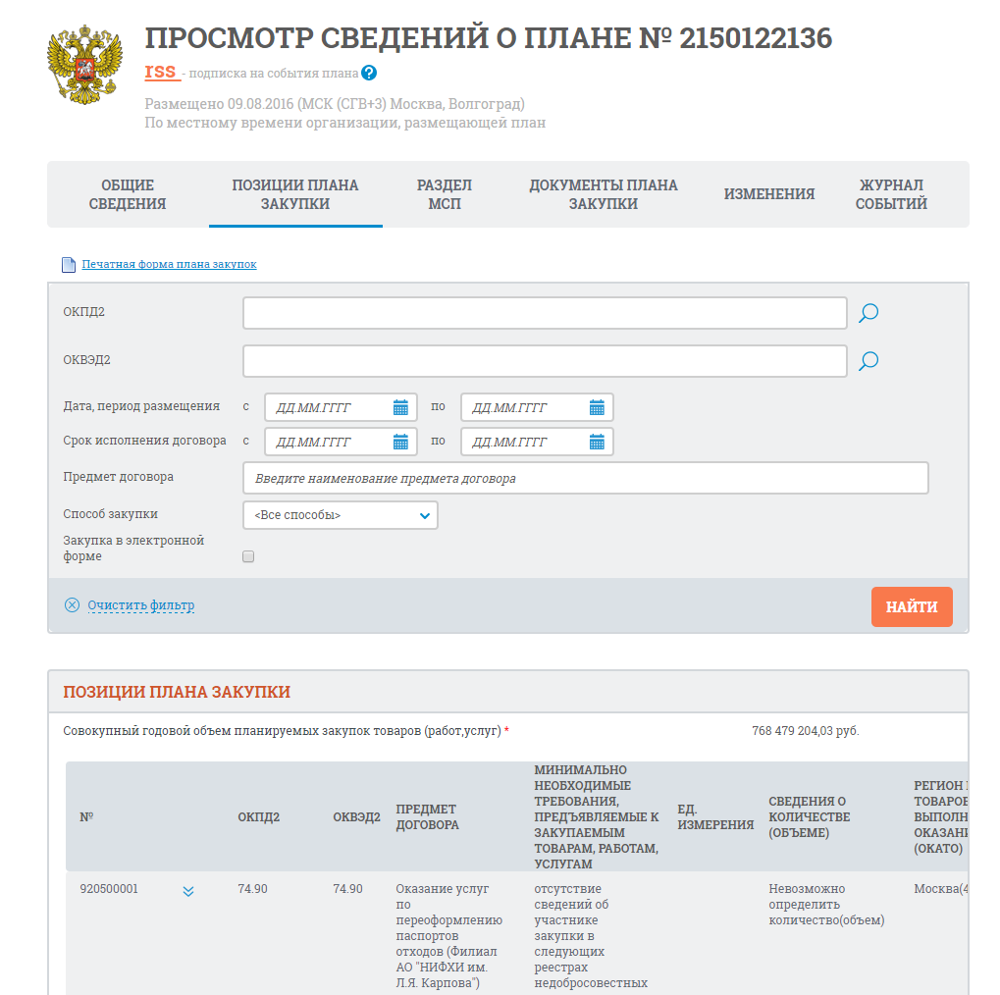 ПРОСМОТР СВЕДЕНИЙ О ПЛАНЕ № 2150122136
rss - подписка на события плана ?
Размещено 09.08.2016 (МСК (СГВ+3) Москва, Волгоград)
По местному времени организации, размещающей план
ОБЩИЕ СВЕДЕНИЯ
ПОЗИЦИИ ПЛАНА ЗАКУПКИ
РАЗДЕЛ МСП
ДОКУМЕНТЫ ПЛАНА ЗАКУПКИ
ИЗМЕНЕНИЯ
ЖУРНАЛ СОБЫТИЙ
Печатная форма плана закупок
ОКПД2
ОКВЭД2
Дата, период размещения с ДД.ММ.ГГГГ по ДД.ММ.ГГГГ
Срок исполнения договора с ДД.ММ.ГГГГ по ДД.ММ.ГГГГ
Предмет договора Введите наименование предмета договора
Способ закупки <Все способы>
Закупка в электронной
форме
Очистить фильтр НАЙТИ
ПОЗИЦИИ ПЛАНА ЗАКУПКИ
Совокупный годовой объем планируемых закупок товаров (работ,услуг) * 768 479 204,03 руб.
№
ОКПД2
ОКВЭД2
ПРЕДМЕТ
ДОГОВОРА
МИНИМАЛЬНО
НЕОБХОДИМЫЕ
ТРЕБОВАНИЯ,
ПРЕДЪЯВЛЯЕМЫЕ К
ЗАКУПАЕМЫМ
ТОВАРАМ, РАБОТАМ,
УСЛУГАМ
ЕД.
ИЗМЕРЕНИЯ
СВЕДЕНИЯ О
КОЛИЧЕСТВЕ
(ОБЪЕМЕ)
РЕГИОН
ТОВАРОВ
ВЫПОЛН
ОКАЗАНИ
(ОКАТО)
920500001
74.90
74.90
Оказание услуг
по
переоформлению
паспортов
отходов (Филиал
АО "НИФХИ им.
Л.Я. Карпова")
отсутствие
сведений об
участнике
закупки в
следующих
реестрах
недобросовестных
Невозможно
определить
количество(объем)
Москва(4